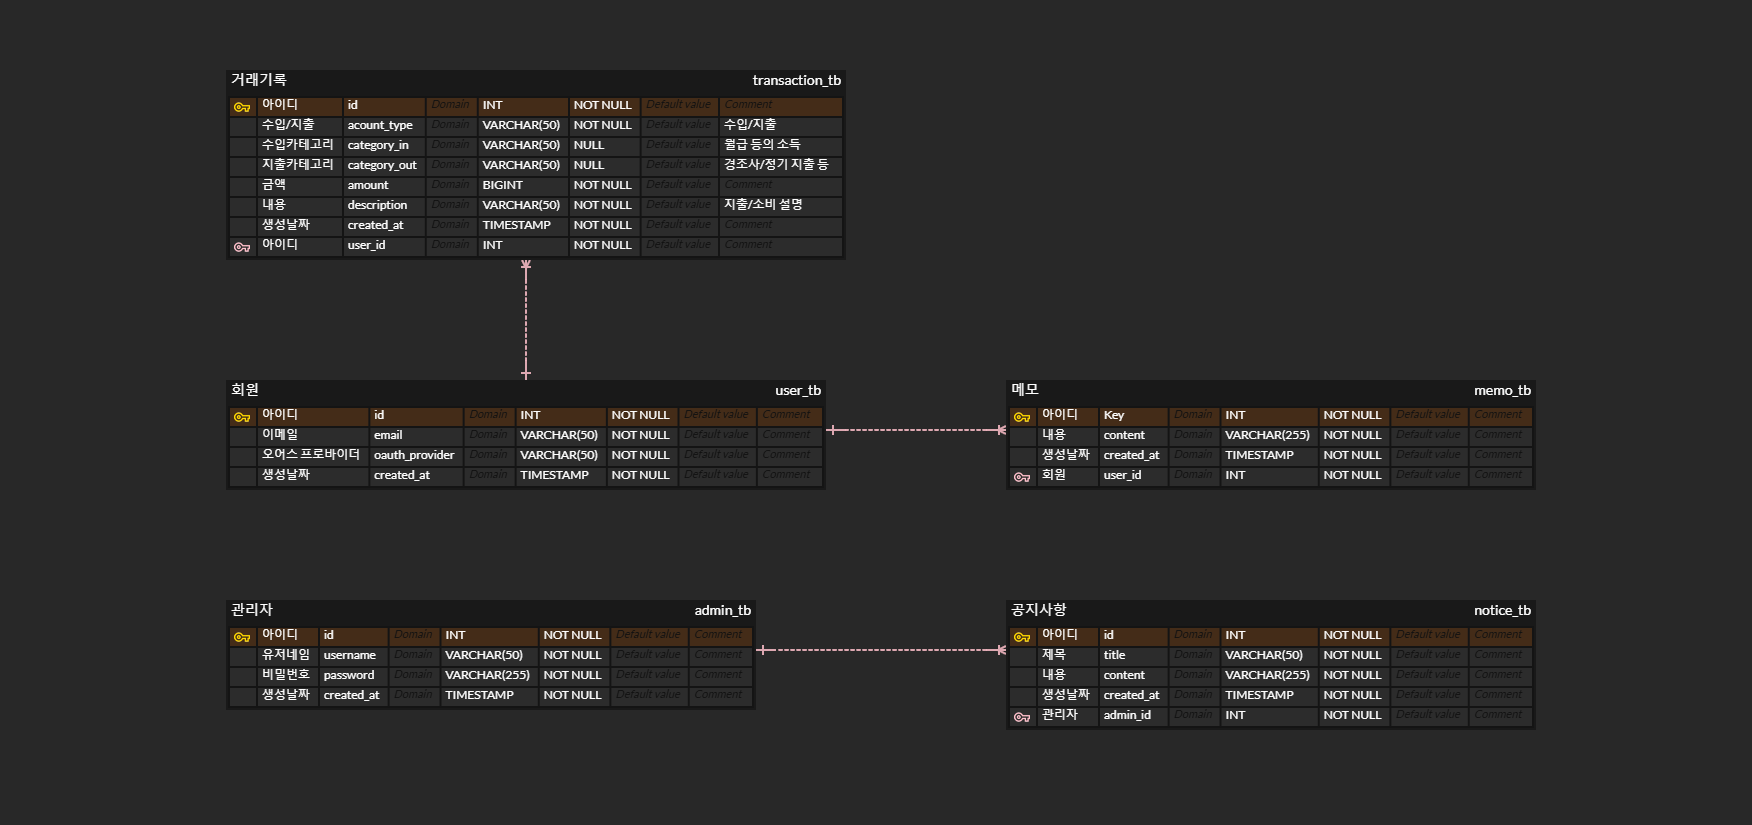 거래기록 transaction_tb
아이디 id Domain INT NOT NULL Default value Comment
수입/지출 acount_type Domain VARCHAR(50) NOT NULL Default value 수입/지출
수입카테고리 category_in Domain VARCHAR(50) NULL Default value 월급 등의 소득
지출카테고리 category_out Domain VARCHAR(50) NULL Default value 경조사/정기 지출 등
금액 amount Domain BIGINT NOT NULL Default value Comment
내용 description Domain VARCHAR(50) NOT NULL Default value 지출/소비 설명
생성날짜 created_at Domain TIMESTAMP NOT NULL Default value Comment
아이디 user_id Domain INT NOT NULL Default value Comment
회원 user_tb
아이디 id Domain INT NOT NULL Default value Comment
이메일 email Domain VARCHAR(50) NOT NULL Default value Comment
오어스 프로바이더 oauth_provider Domain VARCHAR(50) NOT NULL Default value Comment
생성날짜 created_at Domain TIMESTAMP NOT NULL Default value Comment
메모 memo_tb
아이디 Key Domain INT NOT NULL Default value Comment
내용 content Domain VARCHAR(255) NOT NULL Default value Comment
생성날짜 created_at Domain TIMESTAMP NOT NULL Default value Comment
회원 user_id Domain INT NOT NULL Default value Comment
관리자 admin_tb
아이디 id Domain INT NOT NULL Default value Comment
유저네임 username Domain VARCHAR(50) NOT NULL Default value Comment
비밀번호 password Domain VARCHAR(255) NOT NULL Default value Comment
생성날짜 created_at Domain TIMESTAMP NOT NULL Default value Comment
공지사항 notice_tb
아이디 id Domain INT NOT NULL Default value Comment
제목 title Domain VARCHAR(50) NOT NULL Default value Comment
내용 content Domain VARCHAR(255) NOT NULL Default value Comment
생성날짜 created_at Domain TIMESTAMP NOT NULL Default value Comment
관리자 admin_id Domain INT NOT NULL Default value Comment